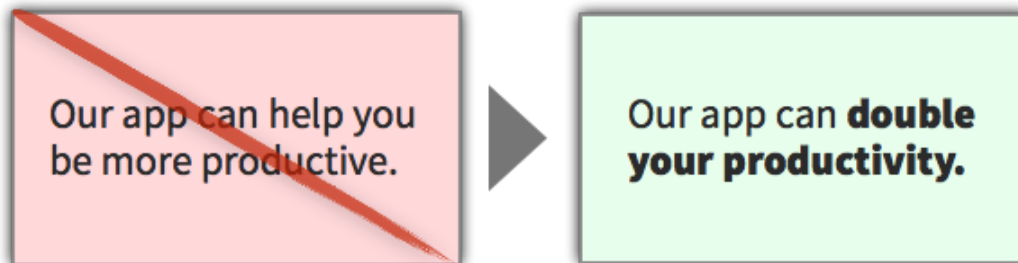 Our app can help you
be more productive.
Our app can double
your productivity.